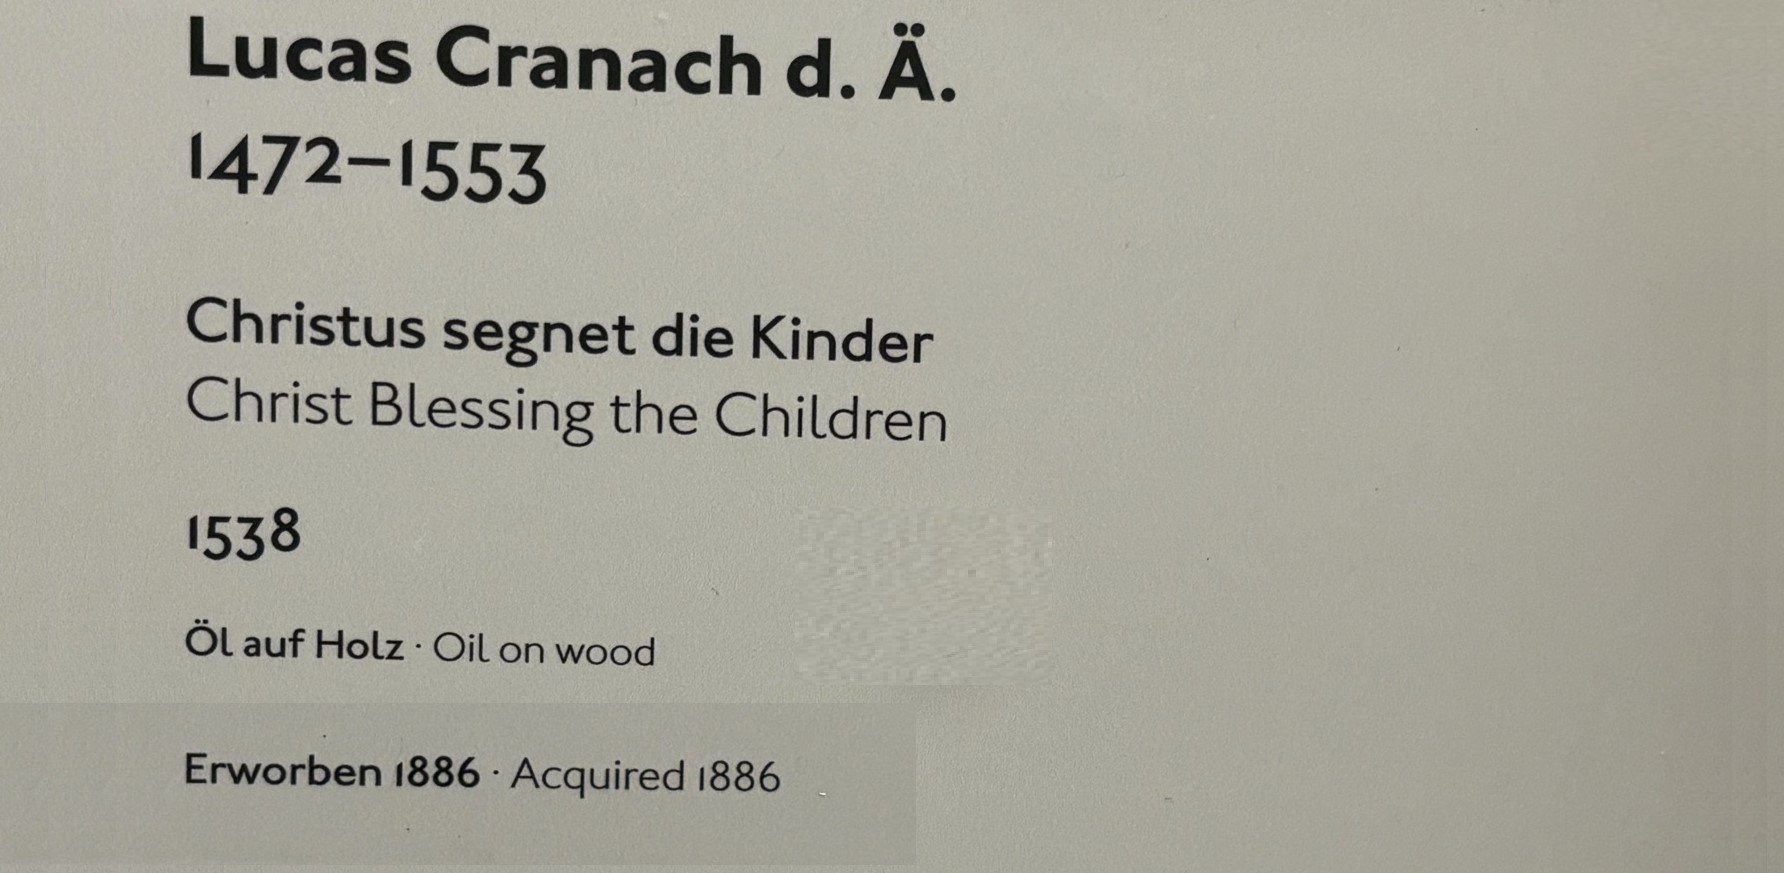 Lucas Cranach d. Ä.
1472–1553
Christus segnet die Kinder
Christ Blessing the Children
1538
Öl auf Holz · Oil on wood
Erworben 1886 · Acquired 1886